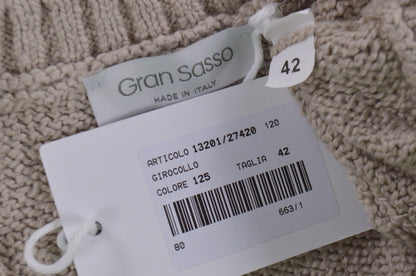 Gran Sasso
MADE IN ITALY
42
ARTICOLO 13201/27420 120
GIROCOLLO
COLORE 125 TAGLIA 42
80 663/1